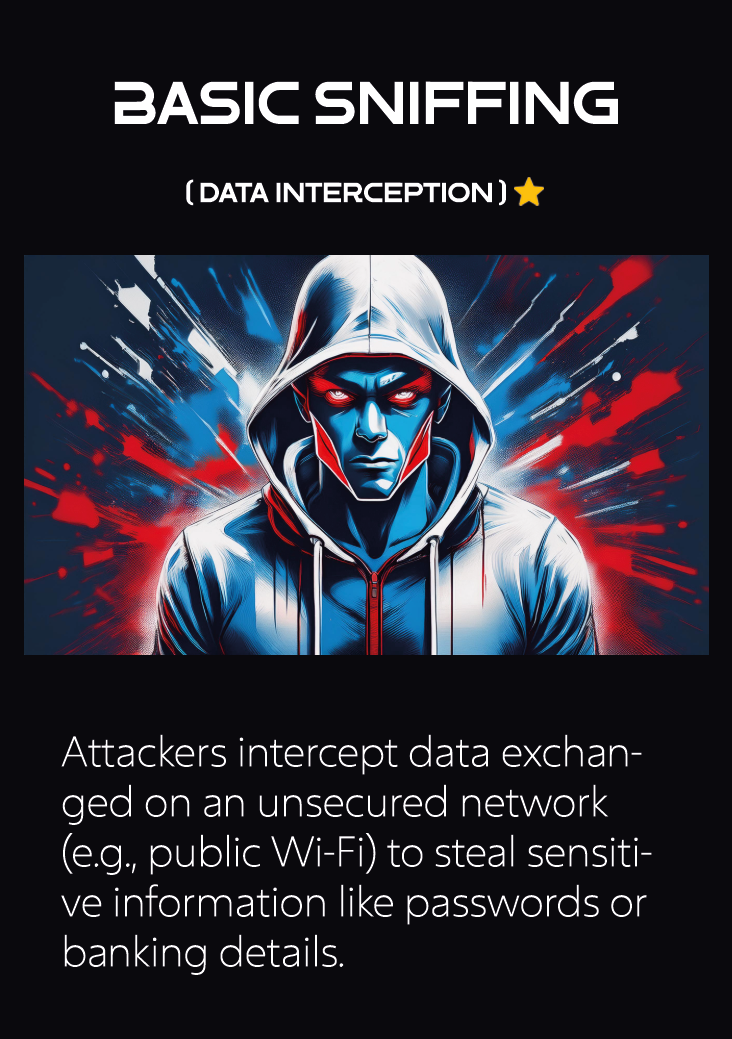 BASIC SNIFFING
( DATA INTERCEPTION ) ⭐
Attackers intercept data exchan-
ged on an unsecured network
(e.g., public Wi-Fi) to steal sensiti-
ve information like passwords or
banking details.